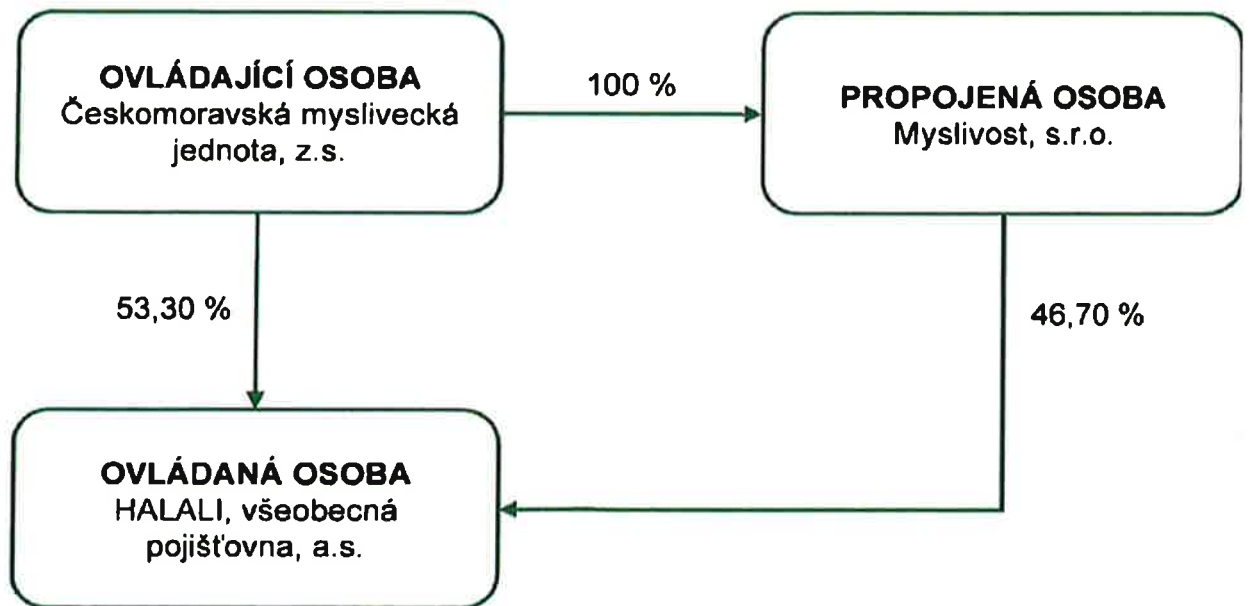 OVLÁDAJÍCÍ OSOBA
Českomoravská myslivecká
jednota, z.s.
100 %
PROPOJENÁ OSOBA
Myslivost, s.r.o.
53,30 %
46,70 %
OVLÁDANÁ OSOBA
HALALI, všeobecná
pojišťovna, a.s.